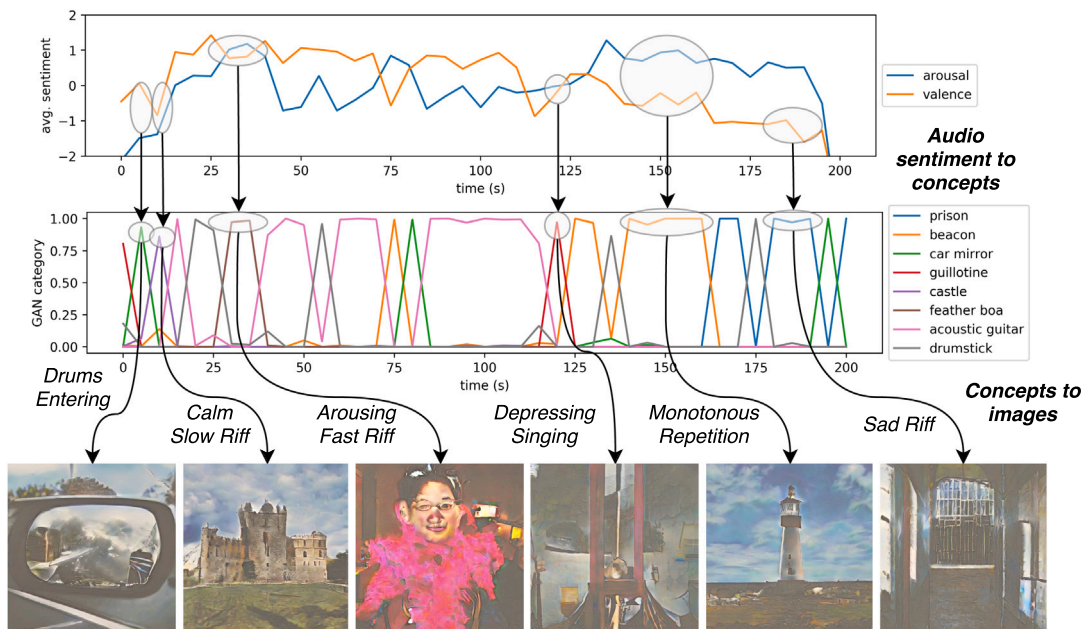 2
1
0
−1
−2
avg. sentiment
0
25
50
75
100
125
150
175
200
time (s)
arousal
valence
Audio
sentiment to
concepts
1.00
0.75
0.50
0.25
0.00
GAN category
0
25
50
75
100
125
150
175
200
time (s)
prison
beacon
car mirror
guillotine
castle
feather boa
acoustic guitar
drumstick
Concepts to
images
Drums
Entering
Calm
Slow Riff
Arousing
Fast Riff
Depressing
Singing
Monotonous
Repetition
Sad Riff